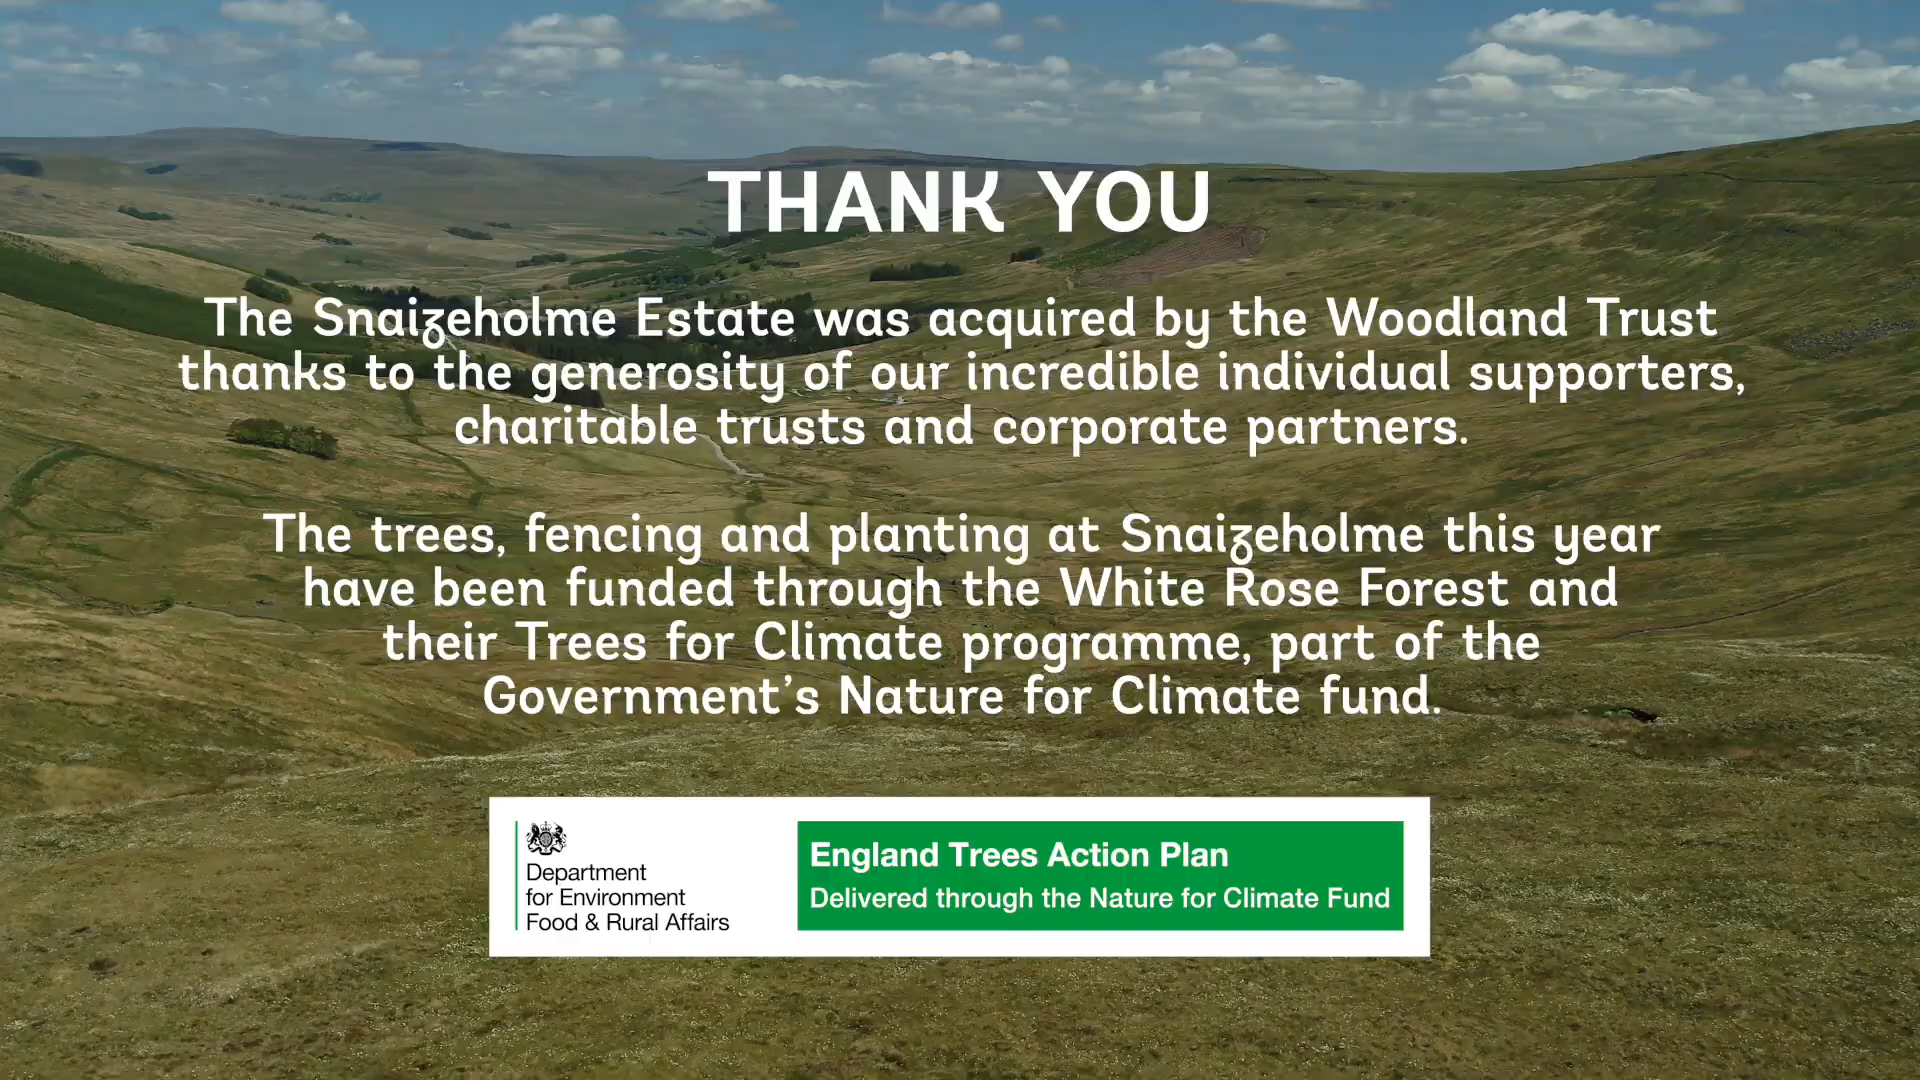 THANK YOU
The Snaizeholme Estate was acquired by the Woodland Trust
thanks to the generosity of our incredible individual supporters,
charitable trusts and corporate partners.
The trees, fencing and planting at Snaizeholme this year
have been funded through the White Rose Forest and
their Trees for Climate programme, part of the
Government’s Nature for Climate fund.
Department
for Environment
Food & Rural Affairs
England Trees Action Plan
Delivered through the Nature for Climate Fund